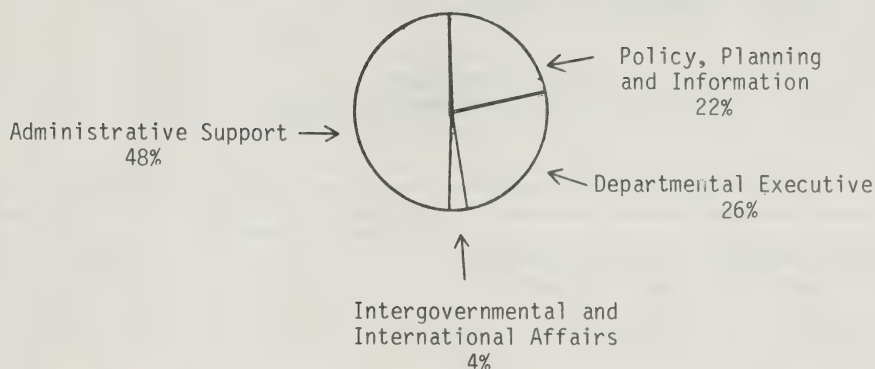 Policy, Planning
and Information
22%
Administrative Support
48%
Departmental Executive
26%
Intergovernmental and
International Affairs
4%